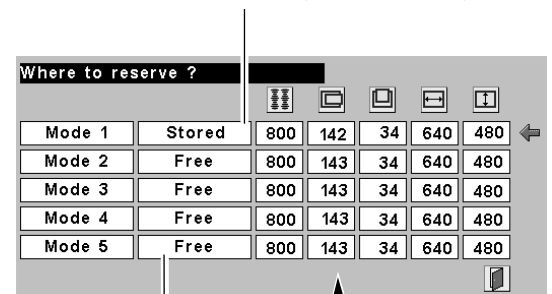 Where to reserve ?
Mode 1 Stored 800 142 34 640 480
Mode 2 Free 800 143 34 640 480
Mode 3 Free 800 143 34 640 480
Mode 4 Free 800 143 34 640 480
Mode 5 Free 800 143 34 640 480